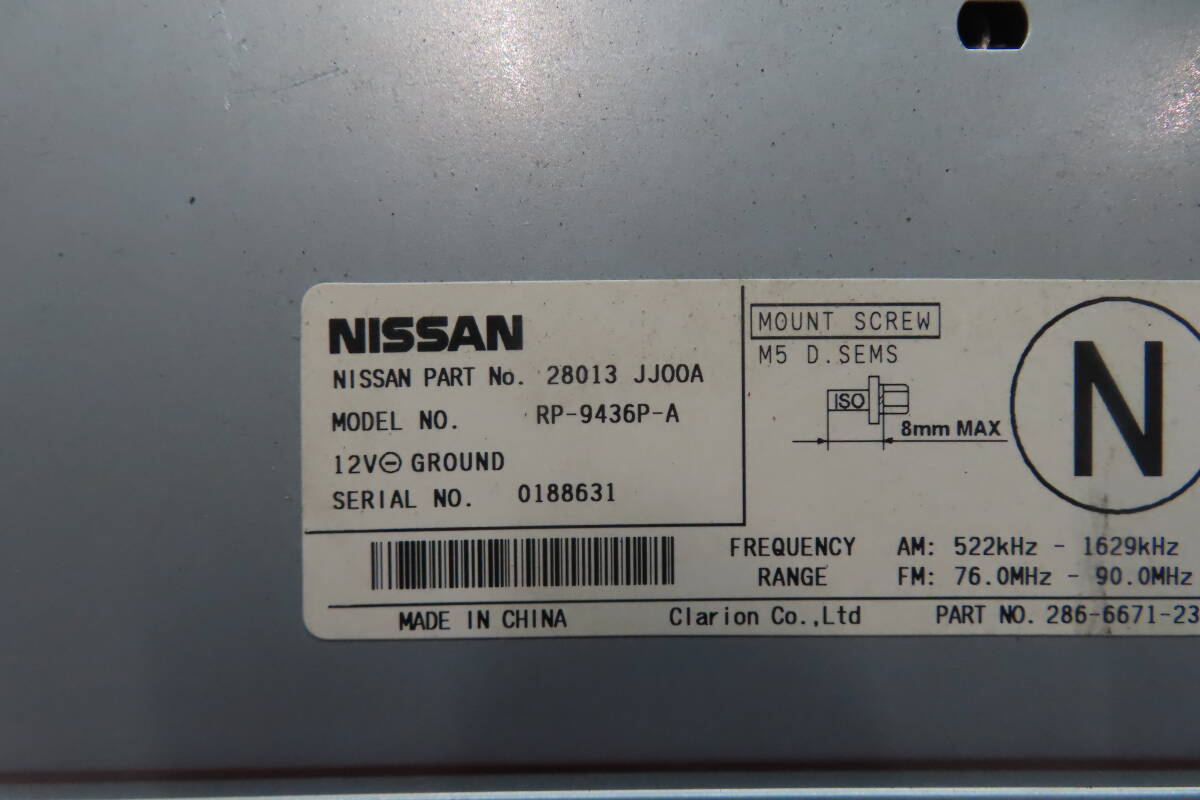 NISSAN
NISSAN PART No. 28013 JJ00A
MODEL NO. RP-9436P-A
12V⊖ GROUND
SERIAL NO. 0188631
MOUNT SCREW
M5 D.SEMS
ISO
8mm MAX
N
FREQUENCY RANGE
AM: 522kHz - 1629kHz
FM: 76.0MHz - 90.0MHz
MADE IN CHINA Clarion Co.,Ltd PART NO. 286-6671-23